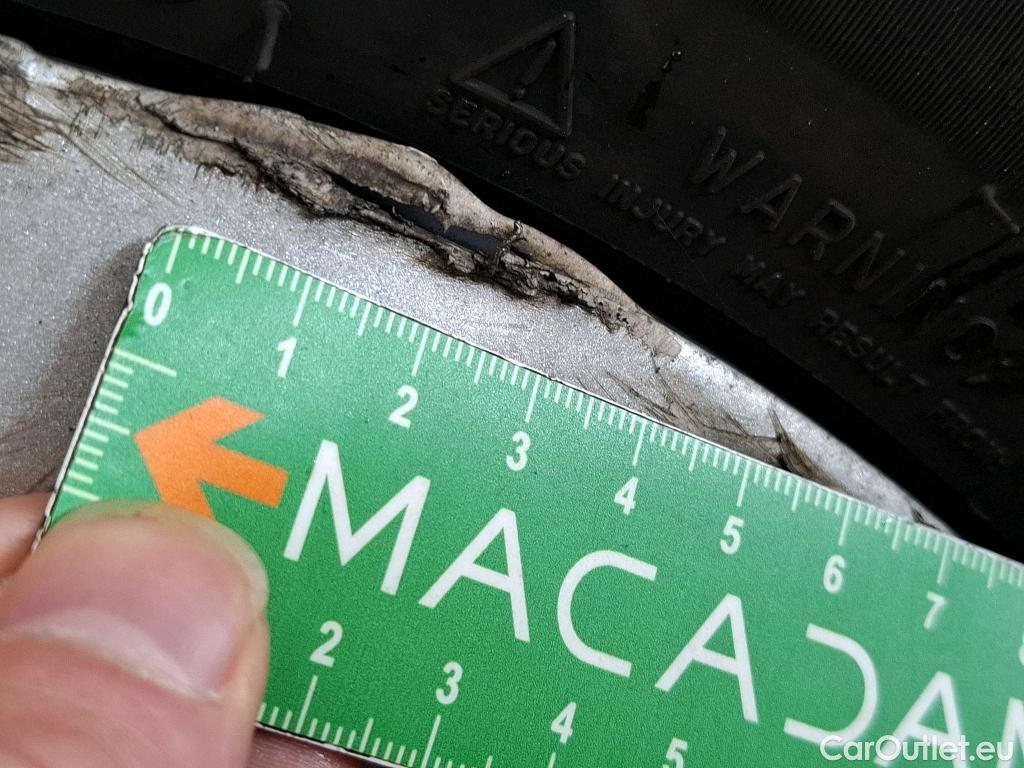 !
SERIOUS INJURY MAY RESULT FROM
WARNING
0 1 2 3 4 5 6 7
MACADAM
2 3 4 5
CarOutlet.eu